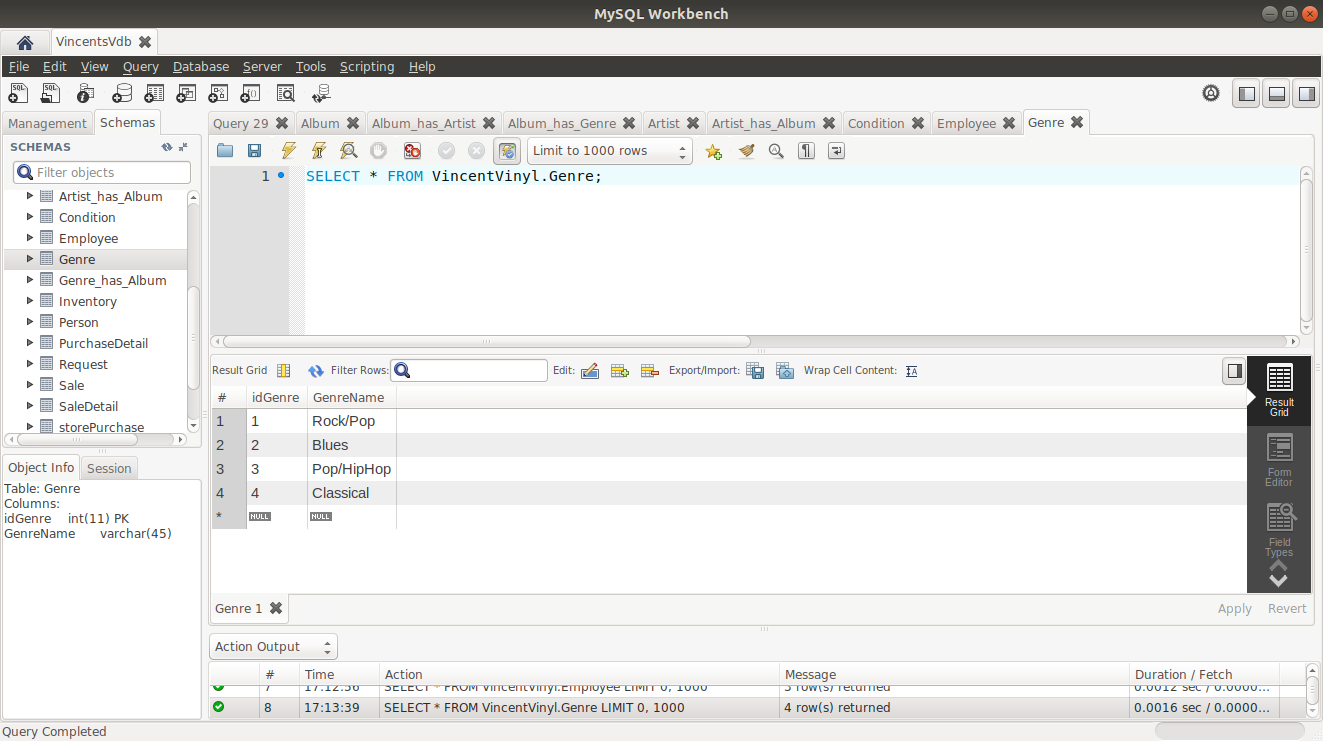 MySQL Workbench
VincentsVdb
File Edit View Query Database Server Tools Scripting Help
Management Schemas
Query 29 Album Album_has_Artist Album_has_Genre Artist Artist_has_Album Condition Employee Genre
SCHEMAS
Filter objects
Artist_has_Album
Condition
Employee
Genre
Genre_has_Album
Inventory
Person
PurchaseDetail
Request
Sale
SaleDetail
storePurchase
Object Info Session
Table: Genre
Columns:
idGenre int(11) PK
GenreName varchar(45)
Limit to 1000 rows
1 SELECT * FROM VincentVinyl.Genre;
Result Grid Filter Rows: Edit: Export/Import: Wrap Cell Content:
# idGenre GenreName
1 1 Rock/Pop
2 2 Blues
3 3 Pop/HipHop
4 4 Classical
* NULL NULL
Result
Grid
Form
Editor
Field
Types
Genre 1
Apply Revert
Action Output
# Time Action Message Duration / Fetch
7 17:12:56 SELECT * FROM VincentVinyl.Employee LIMIT 0, 1000 3 row(s) returned 0.0012 sec / 0.0000...
8 17:13:39 SELECT * FROM VincentVinyl.Genre LIMIT 0, 1000 4 row(s) returned 0.0016 sec / 0.0000...
Query Completed